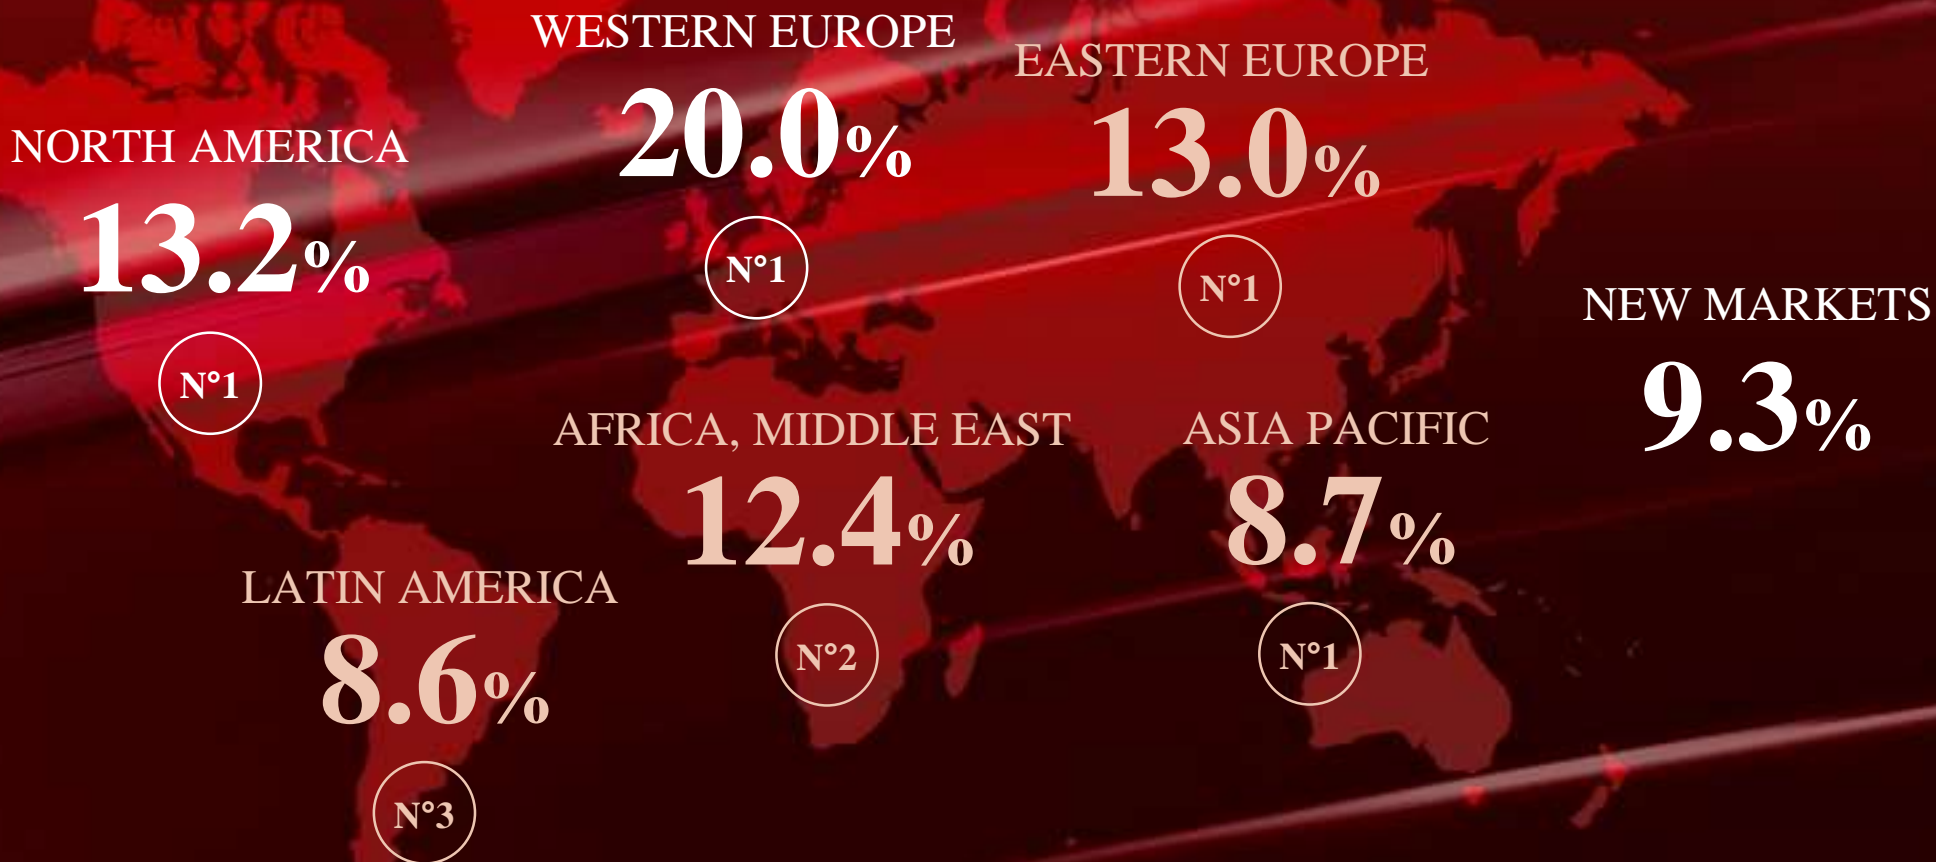 WESTERN EUROPE
20.0%
N°1
EASTERN EUROPE
13.0%
N°1
NORTH AMERICA
13.2%
N°1
NEW MARKETS
9.3%
AFRICA, MIDDLE EAST
12.4%
N°2
ASIA PACIFIC
8.7%
N°1
LATIN AMERICA
8.6%
N°3